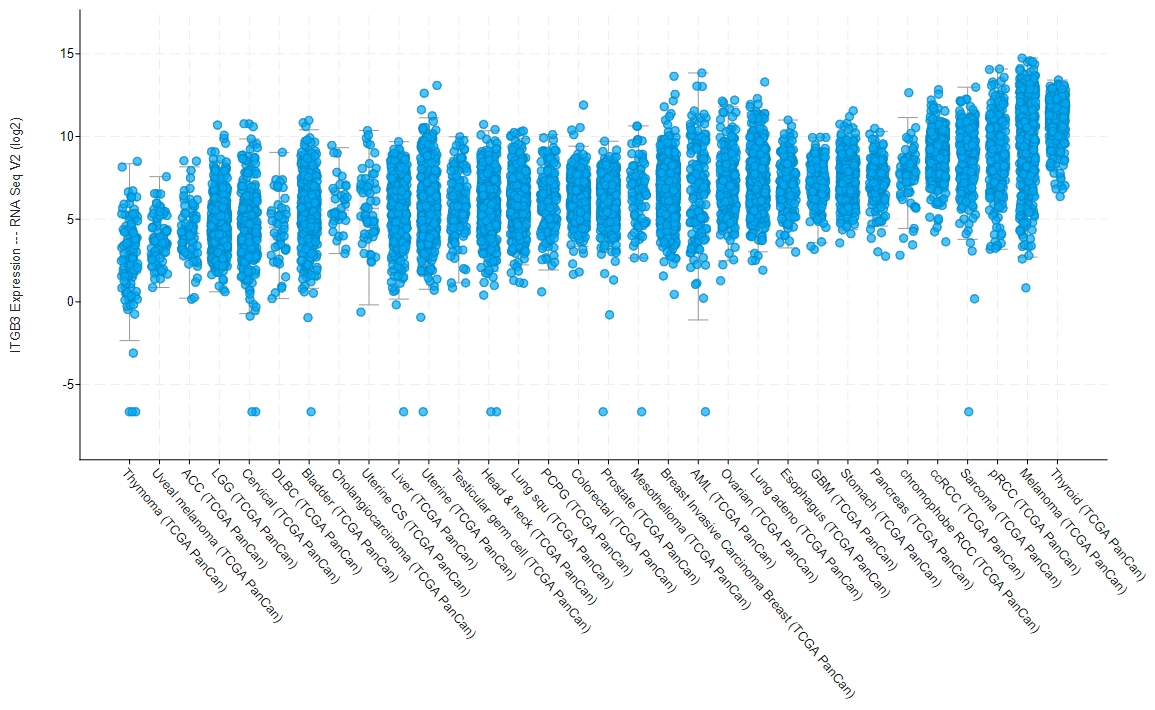 ITGB3 Expression --- RNA Seq V2 (log2)
15
10
5
0
-5
Thymoma (TCGA PanCan)
Uveal melanoma (TCGA PanCan)
ACC (TCGA PanCan)
LGG (TCGA PanCan)
Cervical (TCGA PanCan)
DLBC (TCGA PanCan)
Bladder (TCGA PanCan)
Cholangiocarcinoma (TCGA PanCan)
Uterine CS (TCGA PanCan)
Liver (TCGA PanCan)
Uterine (TCGA PanCan)
Testicular germ cell (TCGA PanCan)
Head & neck (TCGA PanCan)
Lung squ (TCGA PanCan)
PCPG (TCGA PanCan)
Colorectal (TCGA PanCan)
Prostate (TCGA PanCan)
Mesothelioma (TCGA PanCan)
Breast Invasive Carcinoma Breast (TCGA PanCan)
AML (TCGA PanCan)
Ovarian (TCGA PanCan)
Lung adeno (TCGA PanCan)
Esophagus (TCGA PanCan)
GBM (TCGA PanCan)
Stomach (TCGA PanCan)
Pancreas (TCGA PanCan)
chromophobe RCC (TCGA PanCan)
ccRCC (TCGA PanCan)
Sarcoma (TCGA PanCan)
pRCC (TCGA PanCan)
Melanoma (TCGA PanCan)
Thyroid (TCGA PanCan)